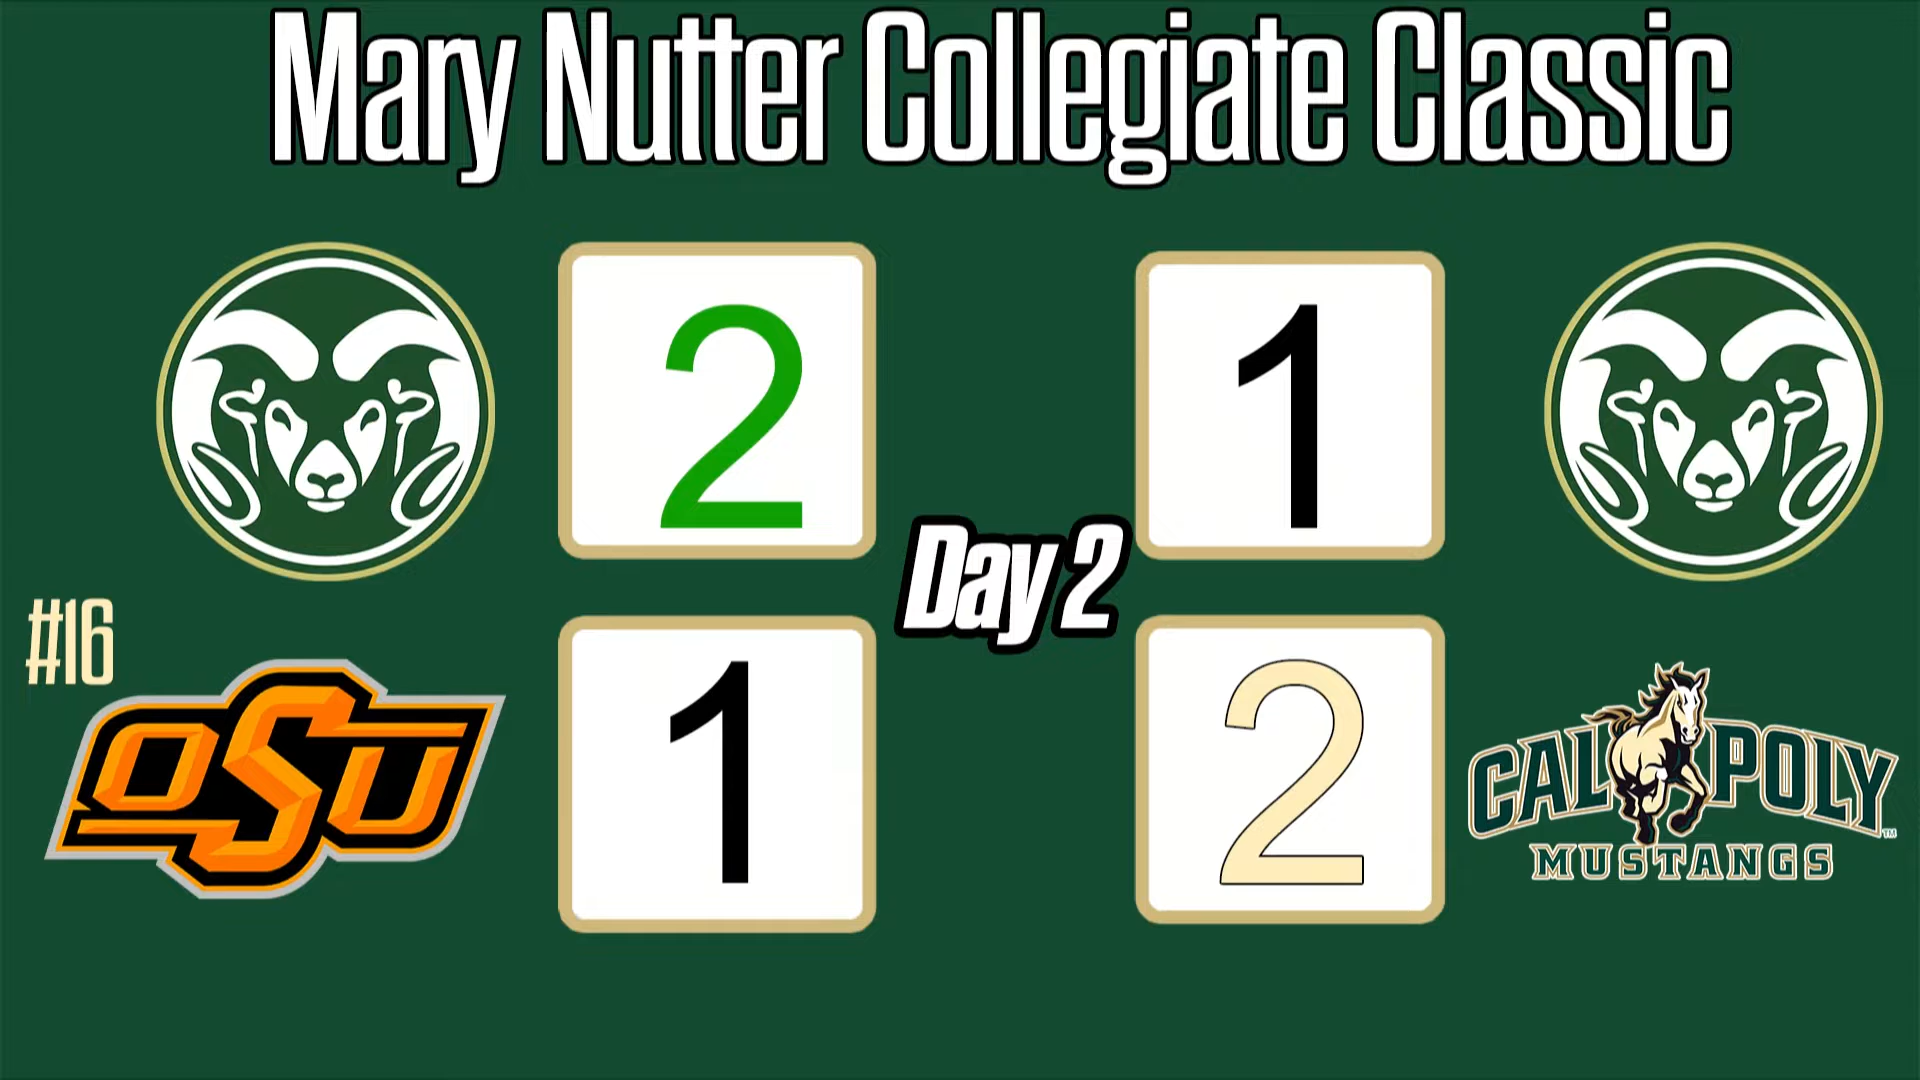 Mary Nutter Collegiate Classic
2
1
Day 2
#16
OSU
1
2
CAL POLY
MUSTANGS